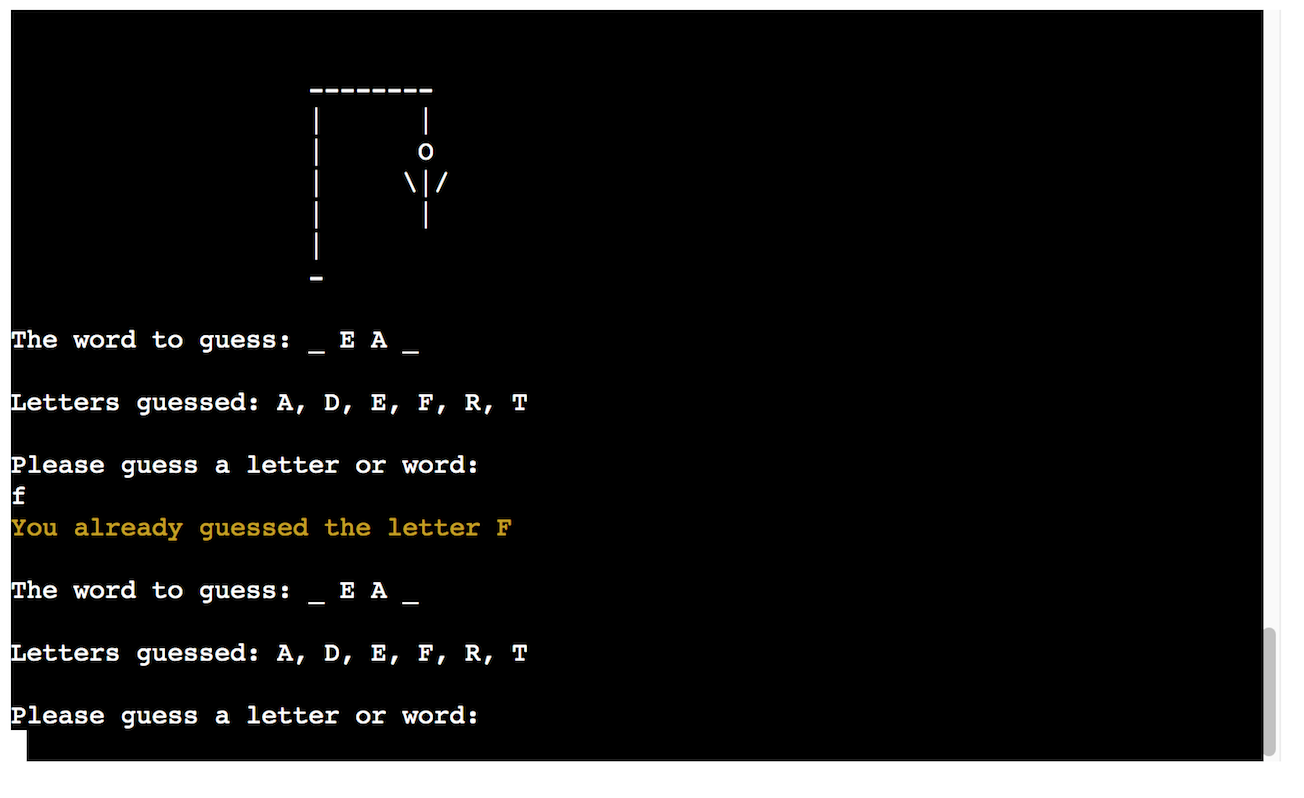 --------
|      |
|      O
|     \|/
|      |
|
-
The word to guess: _ E A _
Letters guessed: A, D, E, F, R, T
Please guess a letter or word:
f
You already guessed the letter F
The word to guess: _ E A _
Letters guessed: A, D, E, F, R, T
Please guess a letter or word: